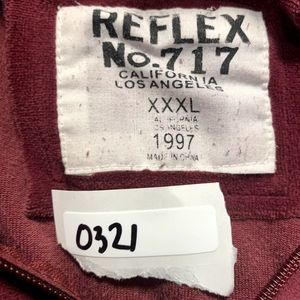 REFLEX
No.717
CALIFORNIA
LOS ANGELES
XXXL
CALIFORNIA
LOS ANGELES
1997
MADE IN CHINA
0321